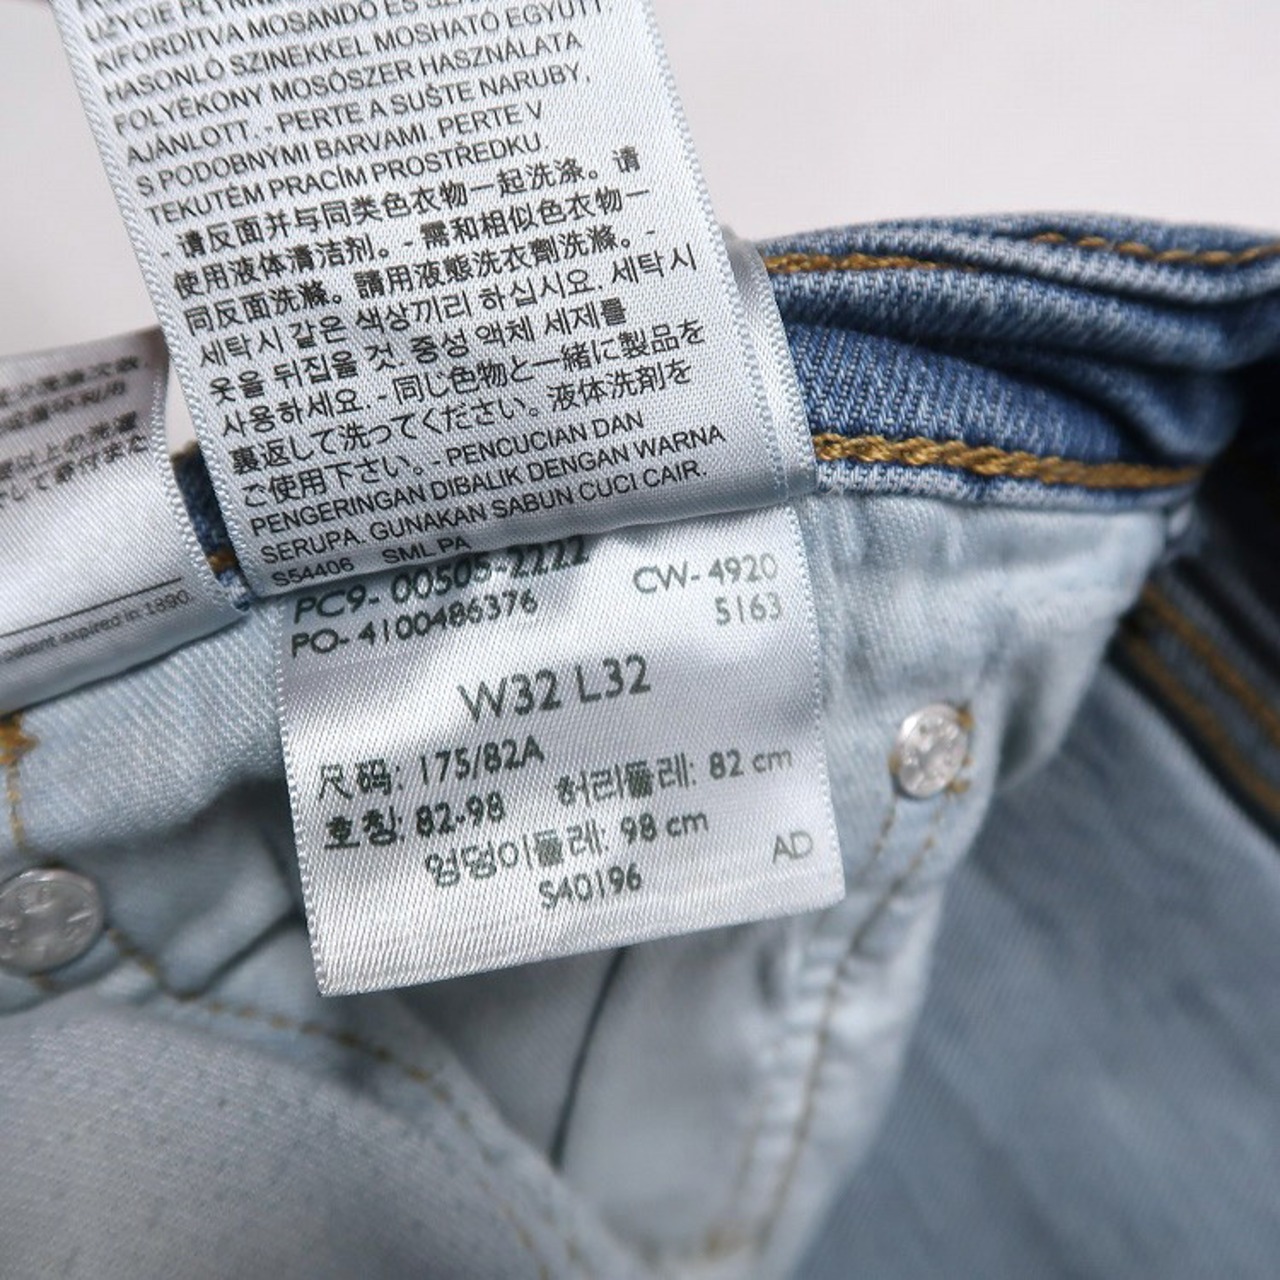 KIFORDÍTVA MOSANDÓ ÉS
HASONLÓ SZINEKKEL MOSHATÓ EGYÜTT
FOLYÉKONY MOSÓSZER HASZNÁLATA
AJÁNLOTT. - PERTE A SUŠTE NARUBY,
S PODOBNÝMI BARVAMI. PERTE V
TEKUTÉM PRACÍM PROSTŘEDKU
- 请反面并与同类色衣物一起洗涤。请
使用液体清洁剂。- 需和相似色衣物一
同反面洗滌。請用液態洗衣劑洗滌。-
세탁시 같은 색상끼리 하십시요. 세탁시
옷을 뒤집을 것. 중성 액체 세제를
사용하세요. - 同じ色物と一緒に製品を
裏返して洗ってください。液体洗剤を
ご使用下さい。- PENCUCIAN DAN
PENGERINGAN DIBALIK DENGAN WARNA
SERUPA. GUNAKAN SABUN CUCI CAIR.
S54406 SML PA
patent expired in 1890.
PC9- 00505-2222 CW- 4920
PO- 4100486376 5163
W32 L32
尺码: 175/82A
호칭: 82-98 허리둘레: 82 cm
엉덩이둘레: 98 cm
S40196 AD